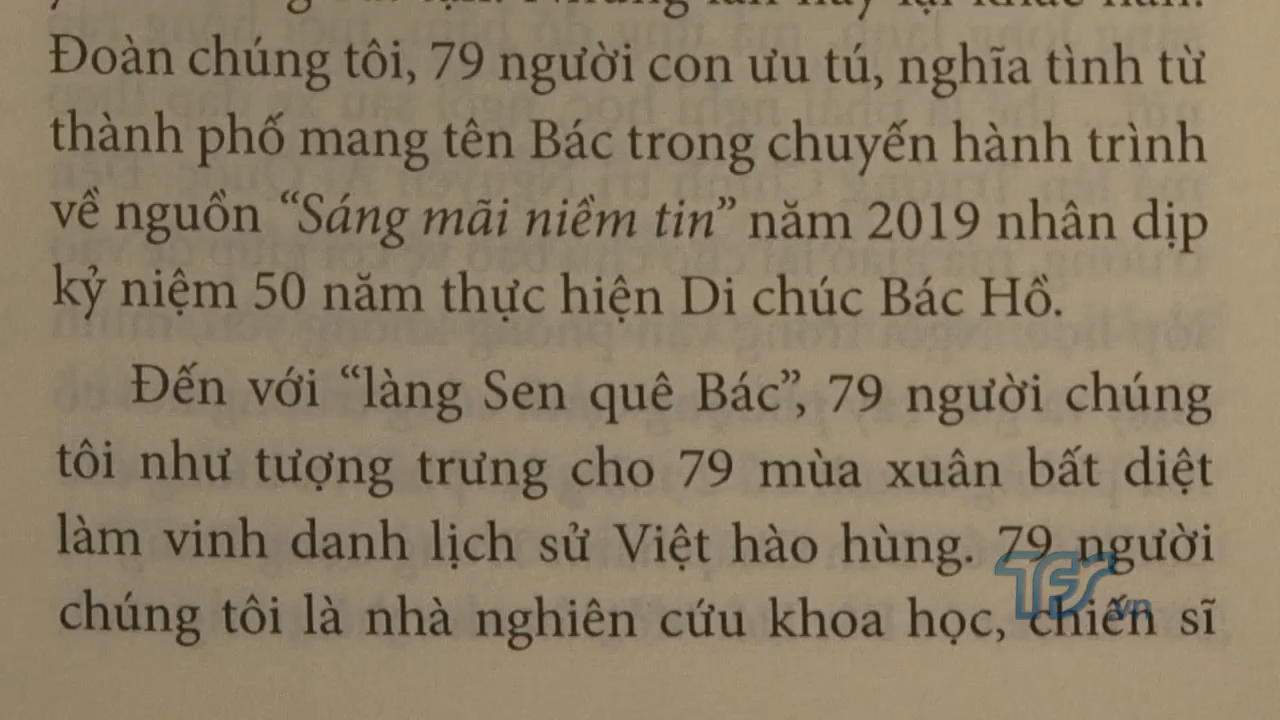 Đoàn chúng tôi, 79 người con ưu tú, nghĩa tình từ
thành phố mang tên Bác trong chuyến hành trình
về nguồn “Sáng mãi niềm tin” năm 2019 nhân dịp
kỷ niệm 50 năm thực hiện Di chúc Bác Hồ.
Đến với “làng Sen quê Bác”, 79 người chúng
tôi như tượng trưng cho 79 mùa xuân bất diệt
làm vinh danh lịch sử Việt hào hùng. 79 người
chúng tôi là nhà nghiên cứu khoa học, chiến sĩ
TFS.vn